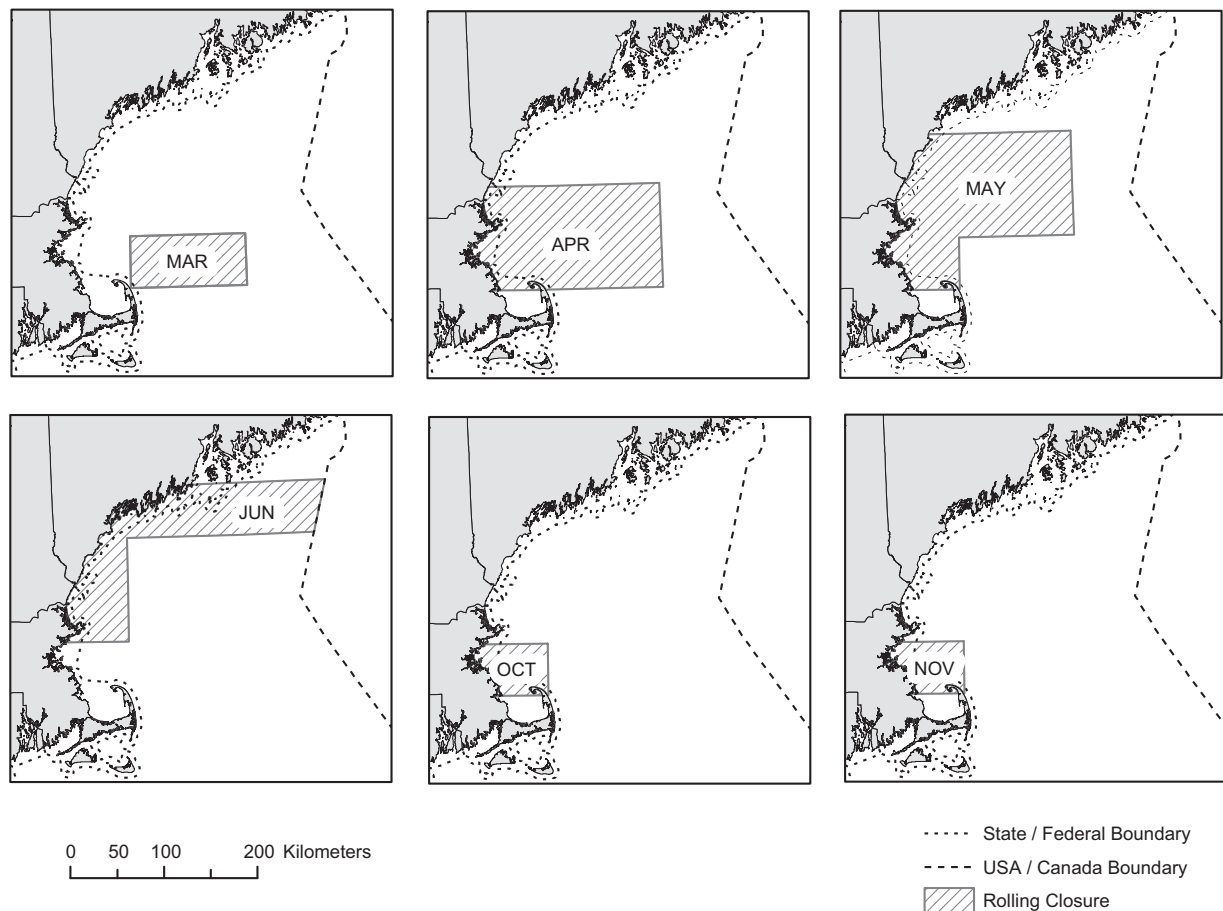 MAR
APR
MAY
JUN
OCT
NOV
0 50 100 200 Kilometers
State / Federal Boundary
USA / Canada Boundary
Rolling Closure